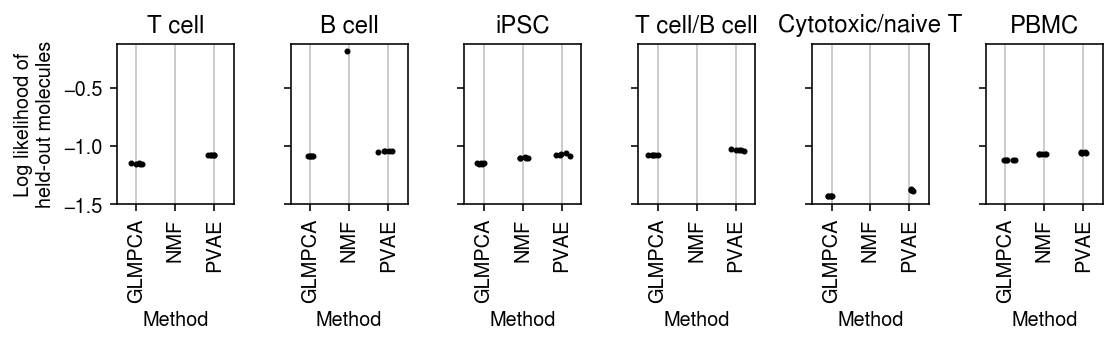 T cell
B cell
iPSC
T cell/B cell
Cytotoxic/naive T
PBMC
Log likelihood of
held-out molecules
−0.5
−1.0
−1.5
GLMPCA
NMF
PVAE
GLMPCA
NMF
PVAE
GLMPCA
NMF
PVAE
GLMPCA
NMF
PVAE
GLMPCA
NMF
PVAE
GLMPCA
NMF
PVAE
Method
Method
Method
Method
Method
Method